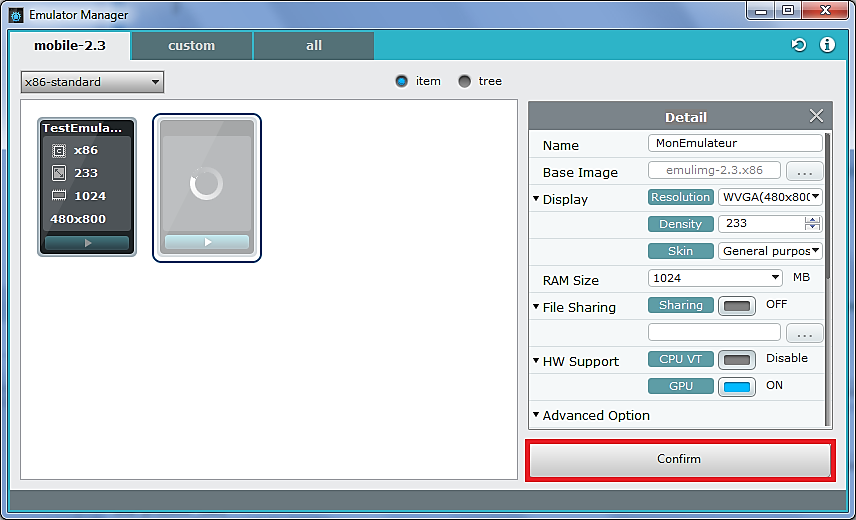 Emulator Manager
mobile-2.3 custom all
x86-standard item tree
TestEmula...
x86
233
1024
480x800
Detail
Name MonEmulateur
Base Image emulimg-2.3.x86 ...
Display Resolution WVGA(480x800
Density 233
Skin General purpos
RAM Size 1024 MB
File Sharing Sharing OFF
...
HW Support CPU VT Disable
GPU ON
Advanced Option
Confirm